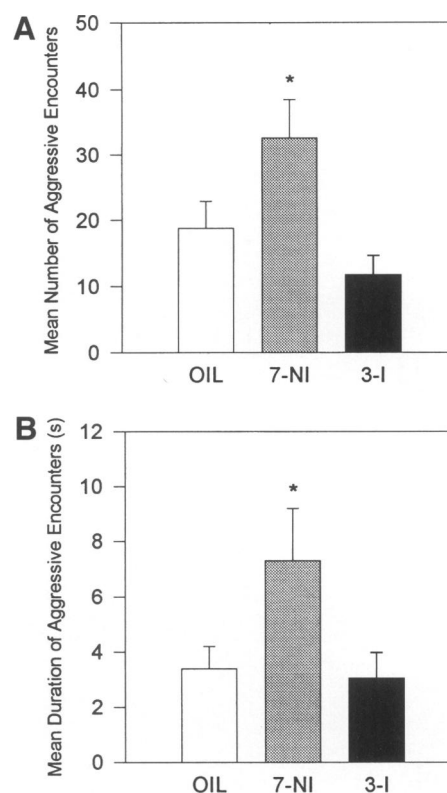 A
Mean Number of Aggressive Encounters
50
40
30
20
10
0
*
OIL 7-NI 3-I
B
Mean Duration of Aggressive Encounters (s)
12
10
8
6
4
2
0
*
OIL 7-NI 3-I